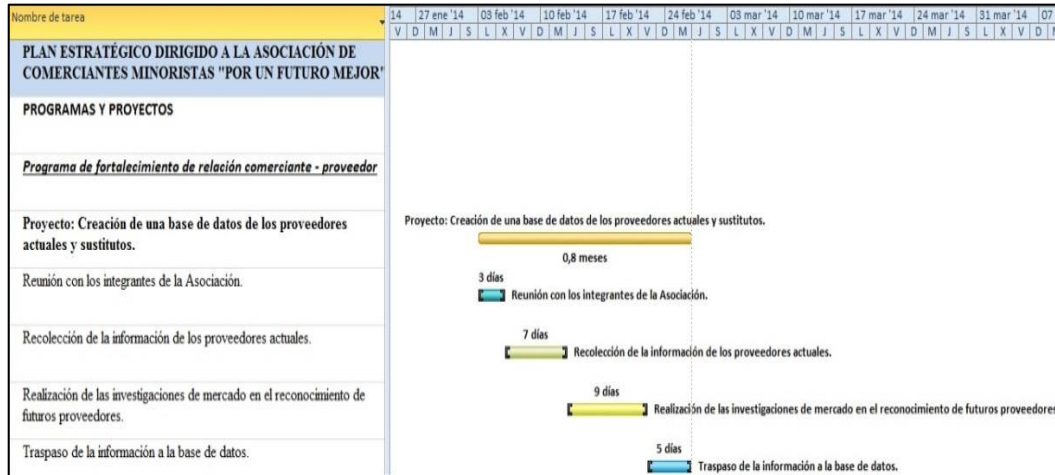 Nombre de tarea
14 27 ene '14 03 feb '14 10 feb '14 17 feb '14 24 feb '14 03 mar '14 10 mar '14 17 mar '14 24 mar '14 31 mar '14 07
V D M J S L X V D M J S L X V D M J S L X V D M J S L X V D M J S L X V D M
PLAN ESTRATÉGICO DIRIGIDO A LA ASOCIACIÓN DE
COMERCIANTES MINORISTAS "POR UN FUTURO MEJOR"
PROGRAMAS Y PROYECTOS
Programa de fortalecimiento de relación comerciante - proveedor
Proyecto: Creación de una base de datos de los proveedores
actuales y sustitutos.
Proyecto: Creación de una base de datos de los proveedores actuales y sustitutos.
0,8 meses
Reunión con los integrantes de la Asociación.
3 días
Reunión con los integrantes de la Asociación.
Recolección de la información de los proveedores actuales.
7 días
Recolección de la información de los proveedores actuales.
Realización de las investigaciones de mercado en el reconocimiento de
futuros proveedores.
9 días
Realización de las investigaciones de mercado en el reconocimiento de futuros proveedores
Traspaso de la información a la base de datos.
5 días
Traspaso de la información a la base de datos.